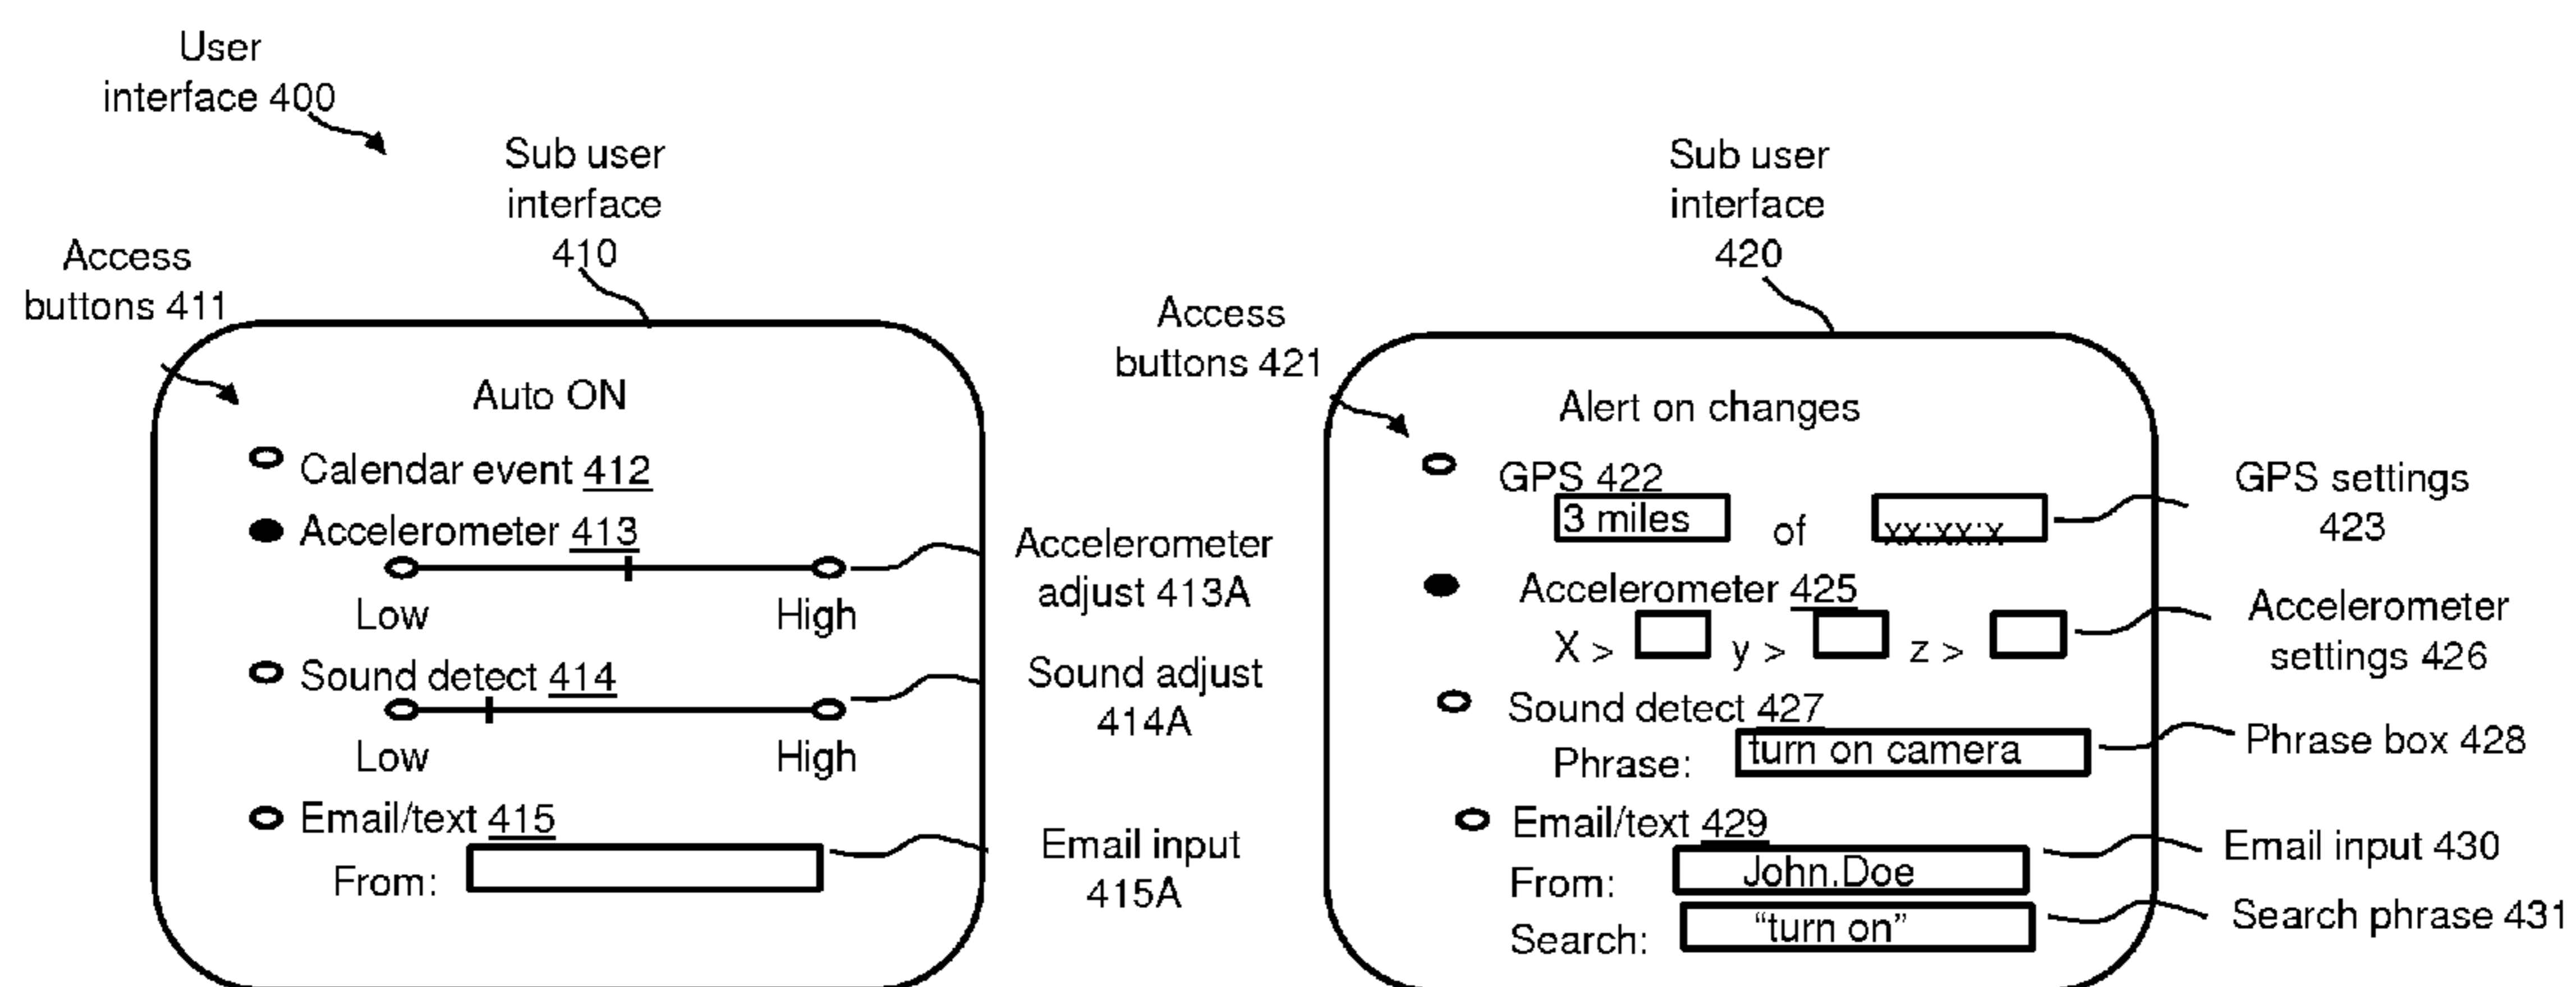 User
interface 400
Sub user
interface
410
Access
buttons 411
Auto ON
Calendar event 412
Accelerometer 413
Low High
Accelerometer
adjust 413A
Sound detect 414
Low High
Sound adjust
414A
Email/text 415
From:
Email input
415A
Sub user
interface
420
Access
buttons 421
Alert on changes
GPS 422
3 miles of xx:xx:x
GPS settings
423
Accelerometer 425
X > y > z >
Accelerometer
settings 426
Sound detect 427
Phrase: turn on camera
Phrase box 428
Email/text 429
From: John.Doe
Email input 430
Search: “turn on”
Search phrase 431